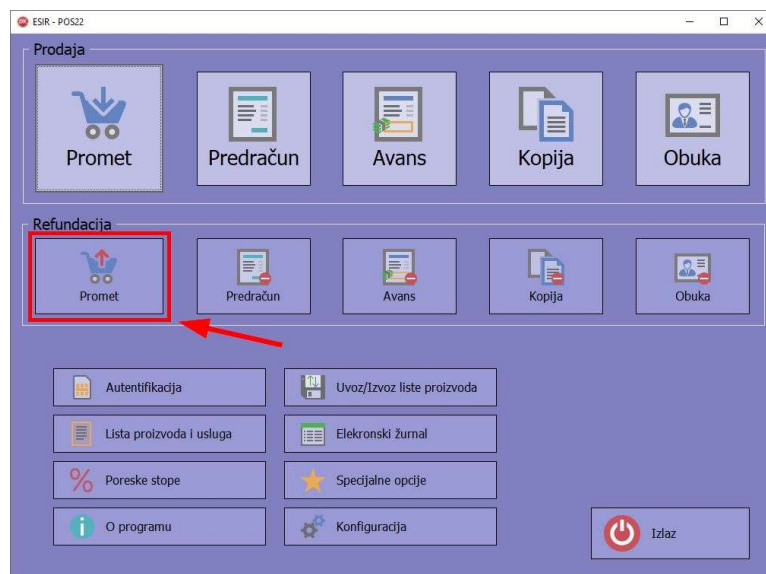 ESIR - POS22
Prodaja
Promet
Predračun
Avans
Kopija
Obuka
Refundacija
Promet
Predračun
Avans
Kopija
Obuka
Autentifikacija
Uvoz/Izvoz liste proizvoda
Lista proizvoda i usluga
Elekronski žurnal
Poreske stope
Specijalne opcije
O programu
Konfiguracija
Izlaz